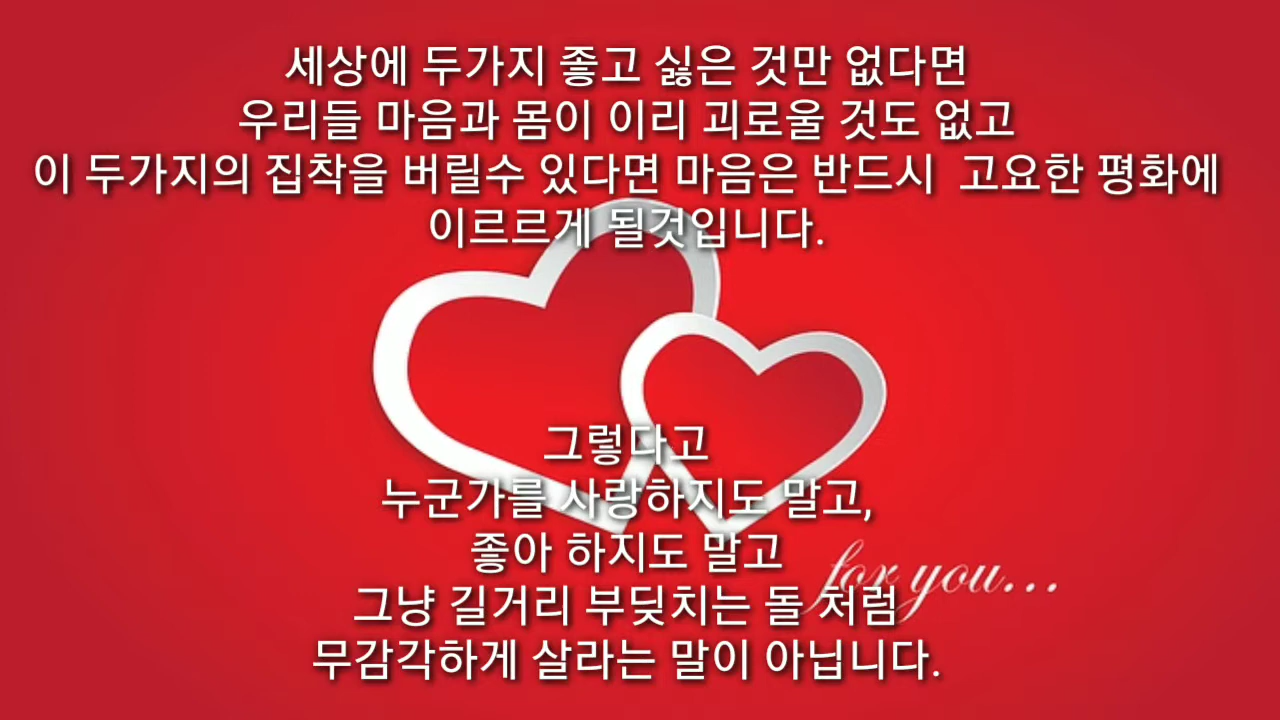 세상에 두가지 좋고 싫은 것만 없다면
우리들 마음과 몸이 이리 괴로울 것도 없고
이 두가지의 집착을 버릴수 있다면 마음은 반드시 고요한 평화에
이르르게 될것입니다.
그렇다고
누군가를 사랑하지도 말고,
좋아 하지도 말고
for you...
그냥 길거리 부딪치는 돌 처럼
무감각하게 살라는 말이 아닙니다.